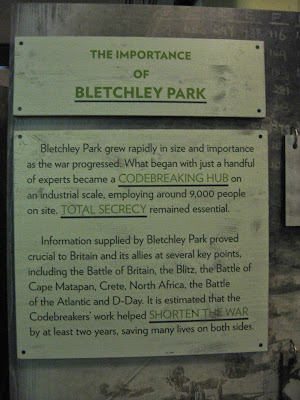 THE IMPORTANCE
OF
BLETCHLEY PARK
Bletchley Park grew rapidly in size and importance
as the war progressed. What began with just a handful
of experts became a CODEBREAKING HUB on
an industrial scale, employing around 9,000 people
on site. TOTAL SECRECY remained essential.
Information supplied by Bletchley Park proved
crucial to Britain and its allies at several key points,
including the Battle of Britain, the Blitz, the Battle of
Cape Matapan, Crete, North Africa, the Battle
of the Atlantic and D-Day. It is estimated that the
Codebreakers' work helped SHORTEN THE WAR
by at least two years, saving many lives on both sides.